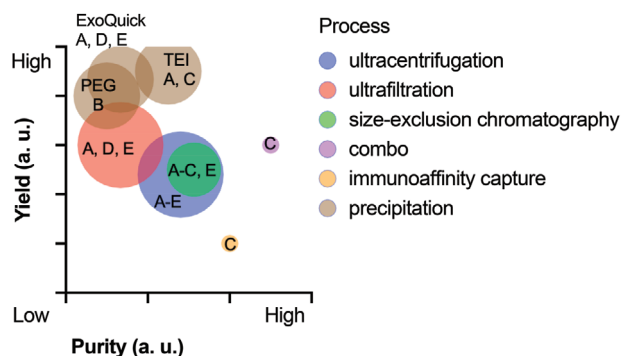 ExoQuick
A, D, E
TEI
A, C
PEG
B
A, D, E
A-C, E
A-E
C
C
High
Yield (a. u.)
Low
High
Purity (a. u.)
Process
ultracentrifugation
ultrafiltration
size-exclusion chromatography
combo
immunoaffinity capture
precipitation